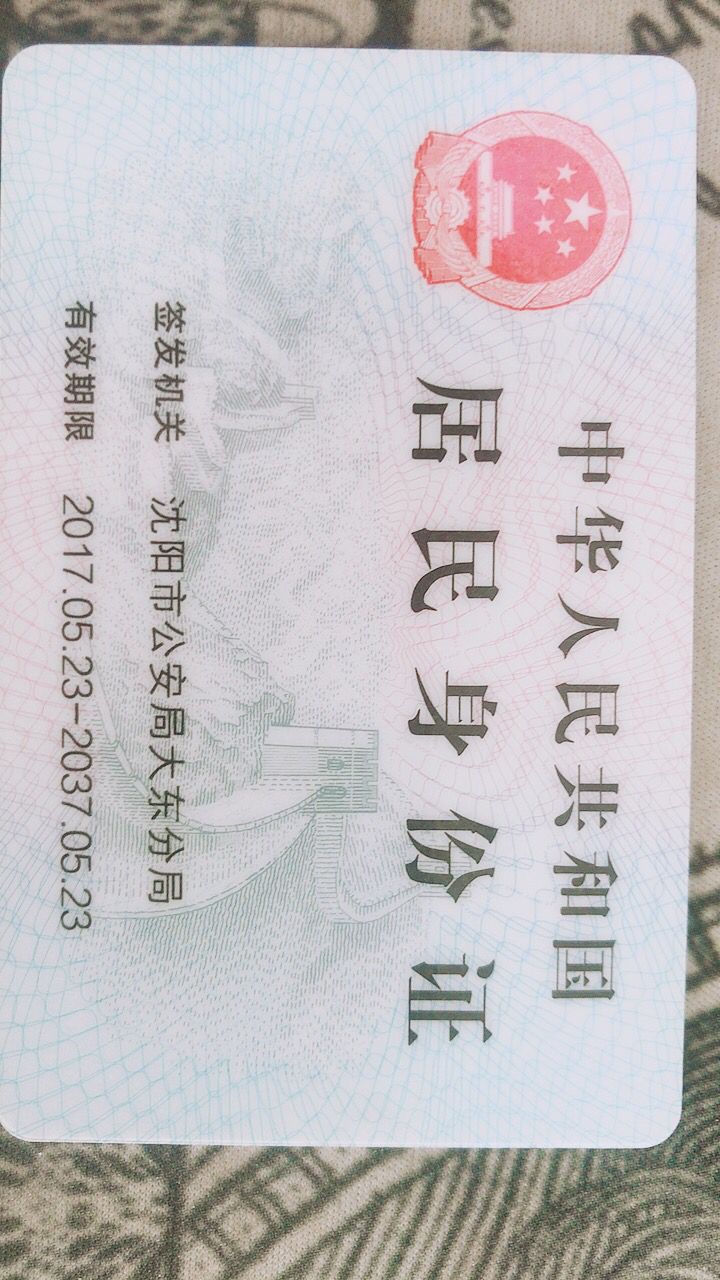 中华人民共和国
居民身份证
签发机关 沈阳市公安局大东分局
有效期限 2017.05.23-2037.05.23